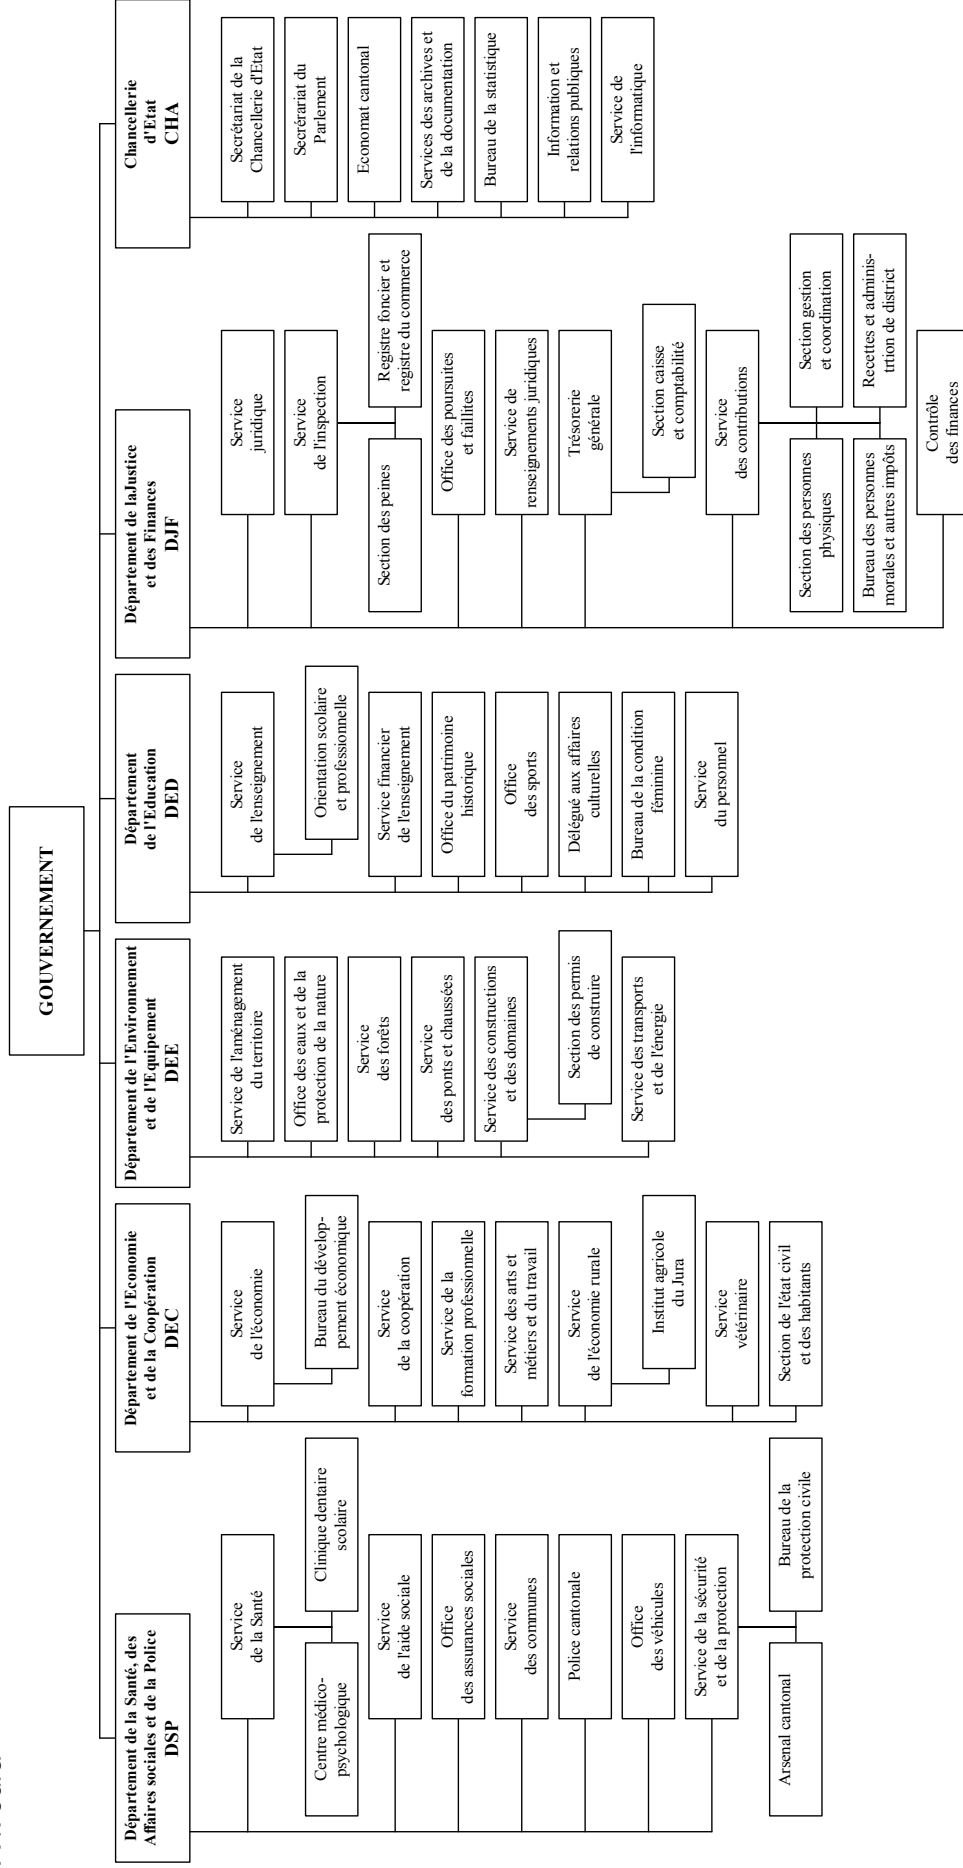 GOUVERNEMENT
Département de la Santé, des
Affaires sociales et de la Police
DSP
Service
de la Santé
Centre médico-
psychologique
Clinique dentaire
scolaire
Service
de l'aide sociale
Office
des assurances sociales
Service
des communes
Police cantonale
Office
des véhicules
Service de la sécurité
et de la protection
Arsenal cantonal
Bureau de la
protection civile
Département de l'Economie
et de la Coopération
DEC
Service
de l'économie
Bureau du dévelop-
pement économique
Service
de la coopération
Service de la
formation professionnelle
Service des arts et
métiers et du travail
Service
de l'économie rurale
Institut agricole
du Jura
Service
vétérinaire
Section de l'état civil
et des habitants
Département de l'Environnement
et de l'Equipement
DEE
Service de l'aménagement
du territoire
Office des eaux et de la
protection de la nature
Service
des forêts
Service
des ponts et chaussées
Service des constructions
et des domaines
Section des permis
de construire
Service des transports
et de l'énergie
Département
de l'Education
DED
Service
de l'enseignement
Orientation scolaire
et professionnelle
Service financier
de l'enseignement
Office du patrimoine
historique
Office
des sports
Délégué aux affaires
culturelles
Bureau de la condition
féminine
Service
du personnel
Département de laJustice
et des Finances
DJF
Service
juridique
Service
de l'inspection
Section des peines
Registre foncier et
registre du commerce
Office des poursuites
et faillites
Service de
renseignements juridiques
Trésorerie
générale
Section caisse
et comptabilité
Service
des contributions
Section des personnes
physiques
Section gestion
et coordination
Bureau des personnes
morales et autres impôts
Recettes et adminis-
trtion de district
Contrôle
des finances
Chancellerie
d'Etat
CHA
Secrétariat de la
Chancellerie d'Etat
Secrérariat du
Parlement
Economat cantonal
Services des archives et
de la documentation
Bureau de la statistique
Information et
relations publiques
Service de
l'informatique